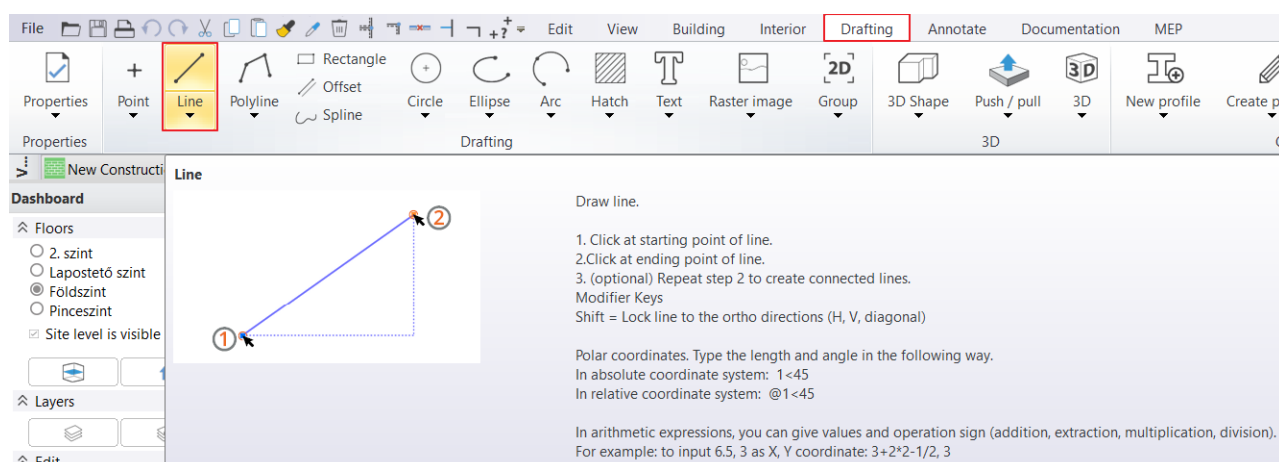 File Edit View Building Interior Drafting Annotate Documentation MEP
Rectangle
Offset
Spline
Properties Point Line Polyline Circle Ellipse Arc Hatch Text Raster image Group 3D Shape Push / pull 3D New profile Create
Properties Drafting 3D
New Constructi
Line
Dashboard
Floors
2. szint
Lapostető szint
Földszint
Pinceszint
Site level is visible
Layers
Edit
1
2
Draw line.
1. Click at starting point of line.
2.Click at ending point of line.
3. (optional) Repeat step 2 to create connected lines.
Modifier Keys
Shift = Lock line to the ortho directions (H, V, diagonal)
Polar coordinates. Type the length and angle in the following way.
In absolute coordinate system: 1<45
In relative coordinate system: @1<45
In arithmetic expressions, you can give values and operation sign (addition, extraction, multiplication, division).
For example: to input 6.5, 3 as X, Y coordinate: 3+2*2-1/2, 3